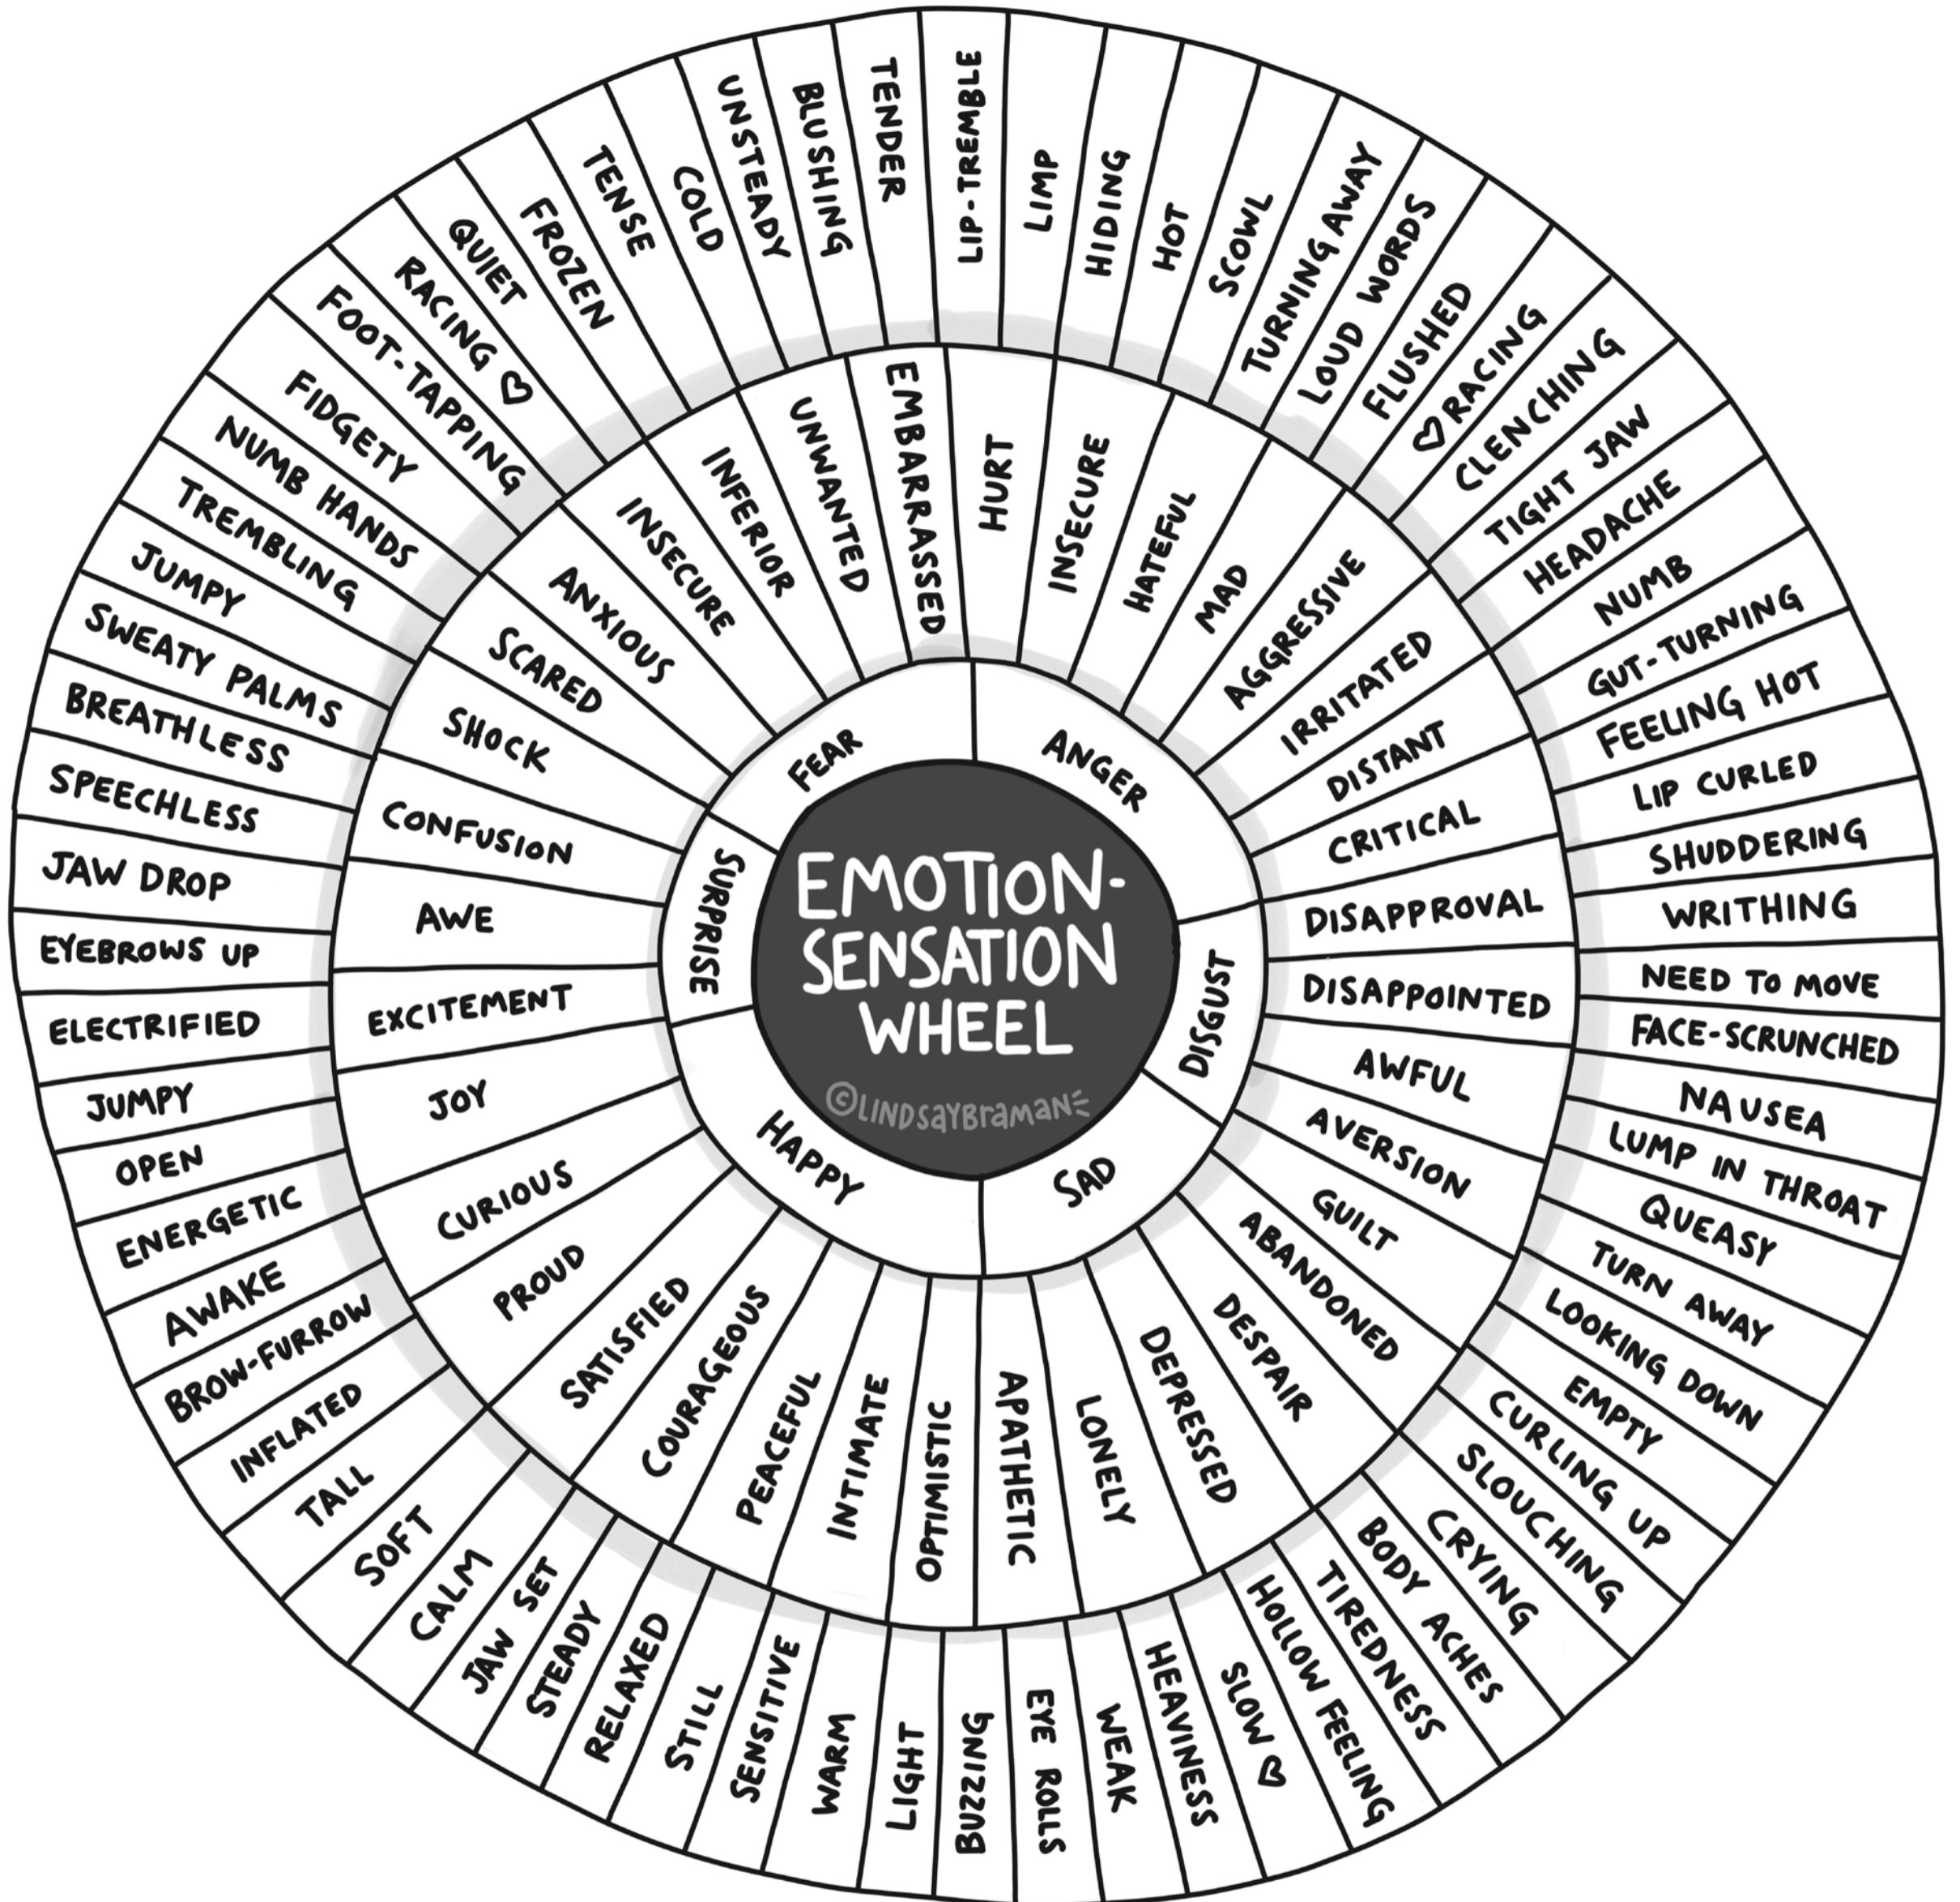 EMOTION-
SENSATION
WHEEL
©LINDSAYBRAMAN
FEAR
ANGER
DISGUST
SAD
HAPPY
SURPRISE
HURT
INSECURE
HATEFUL
MAD
AGGRESSIVE
IRRITATED
DISTANT
CRITICAL
DISAPPROVAL
DISAPPOINTED
AWFUL
AVERSION
GUILT
ABANDONED
DESPAIR
DEPRESSED
LONELY
APATHETIC
OPTIMISTIC
INTIMATE
PEACEFUL
COURAGEOUS
SATISFIED
PROUD
CURIOUS
JOY
EXCITEMENT
AWE
CONFUSION
SHOCK
SCARED
ANXIOUS
INSECURE
INFERIOR
UNWANTED
EMBARRASSED
LIP-TREMBLE
LIMP
HIDING
HOT
SCOWL
TURNING AWAY
LOUD WORDS
FLUSHED
♡ RACING
CLENCHING
TIGHT JAW
HEADACHE
NUMB
GUT-TURNING
FEELING HOT
LIP CURLED
SHUDDERING
WRITHING
NEED TO MOVE
FACE-SCRUNCHED
NAUSEA
LUMP IN THROAT
QUEASY
TURN AWAY
LOOKING DOWN
EMPTY
CURLING UP
SLOUCHING
CRYING
BODY ACHES
TIREDNESS
HOLLOW FEELING
SLOW ♡
HEAVINESS
WEAK
EYE ROLLS
BUZZING
LIGHT
WARM
SENSITIVE
STILL
RELAXED
STEADY
JAW SET
CALM
SOFT
TALL
INFLATED
BROW-FURROW
AWAKE
ENERGETIC
OPEN
JUMPY
ELECTRIFIED
EYEBROWS UP
JAW DROP
SPEECHLESS
BREATHLESS
SWEATY PALMS
JUMPY
TREMBLING
NUMB HANDS
FIDGETY
FOOT-TAPPING
RACING ♡
QUIET
FROZEN
TENSE
COLD
UNSTEADY
BLUSHING
TENDER